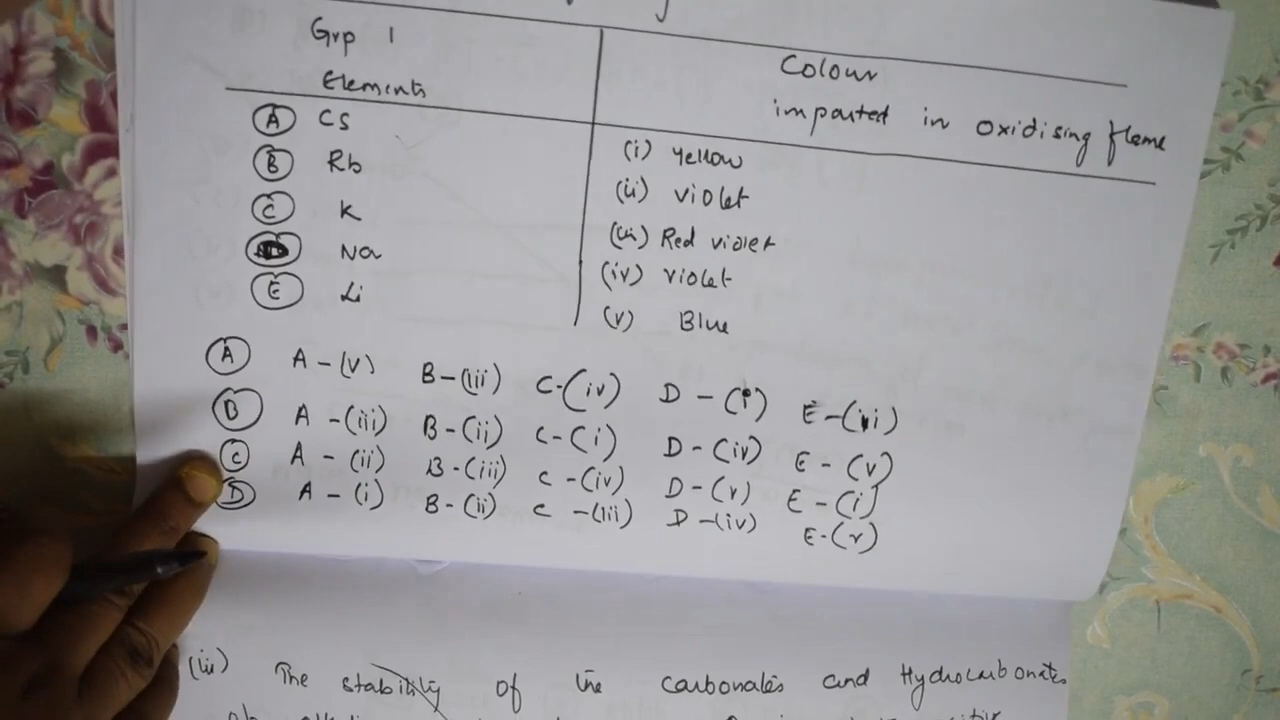 Grp 1
Elements
Colour
imparted in oxidising flame
(A) CS
(B) Rb
(C) K
Na
(E) Li
(i) Yellow
(ii) violet
(iii) Red violet
(iv) violet
(v) Blue
(A) A - (v) B - (iii) C - (iv) D - (i) E - (iii)
(B) A - (iii) B - (ii) C - (i) D - (iv) E - (v)
(C) A - (ii) B - (iii) C - (iv) D - (v) E - (i)
(D) A - (i) B - (ii) C - (iii) D - (iv) E - (v)
(iii) The stability of the carbonates and Hydrocarbonates